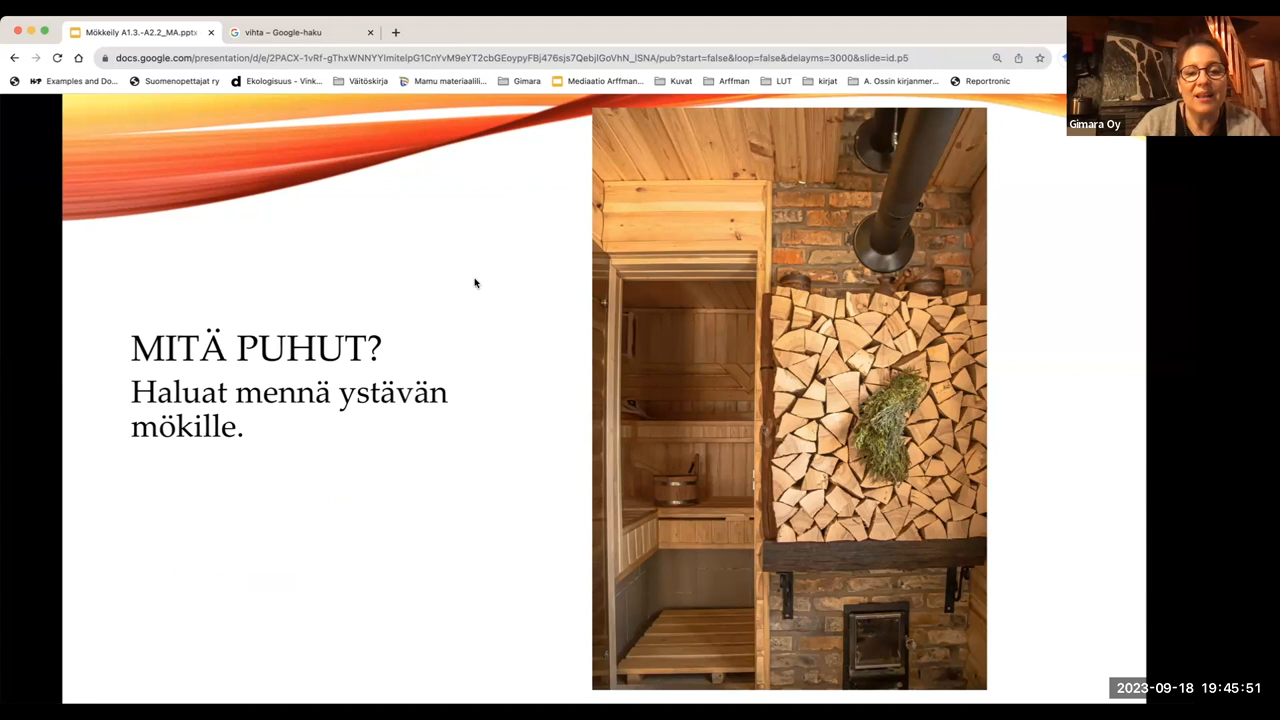 Mökkeily A1.3.-A2.2_MA.pptx
vihta – Google-haku
docs.google.com/presentation/d/e/2PACX-1vRf-gThxWNNYYImitelpG1CnYvM9eYT2cbGEoypyFBj476sjs7QebjlGoVhN_lSNA/pub?start=false&loop=false&delayms=3000&slide=id.p5
Examples and Do...
Suomenopettajat ry
Ekologisuus - Vink...
Väitöskirja
Mamu materiaalili...
Gimara
Mediaatio Arffman...
Kuvat
Arffman
LUT
kirjat
A. Ossin kirjanmer...
Reportronic
Gimara Oy
MITÄ PUHUT?
Haluat mennä ystävän
mökille.
2023-09-18 19:45:51